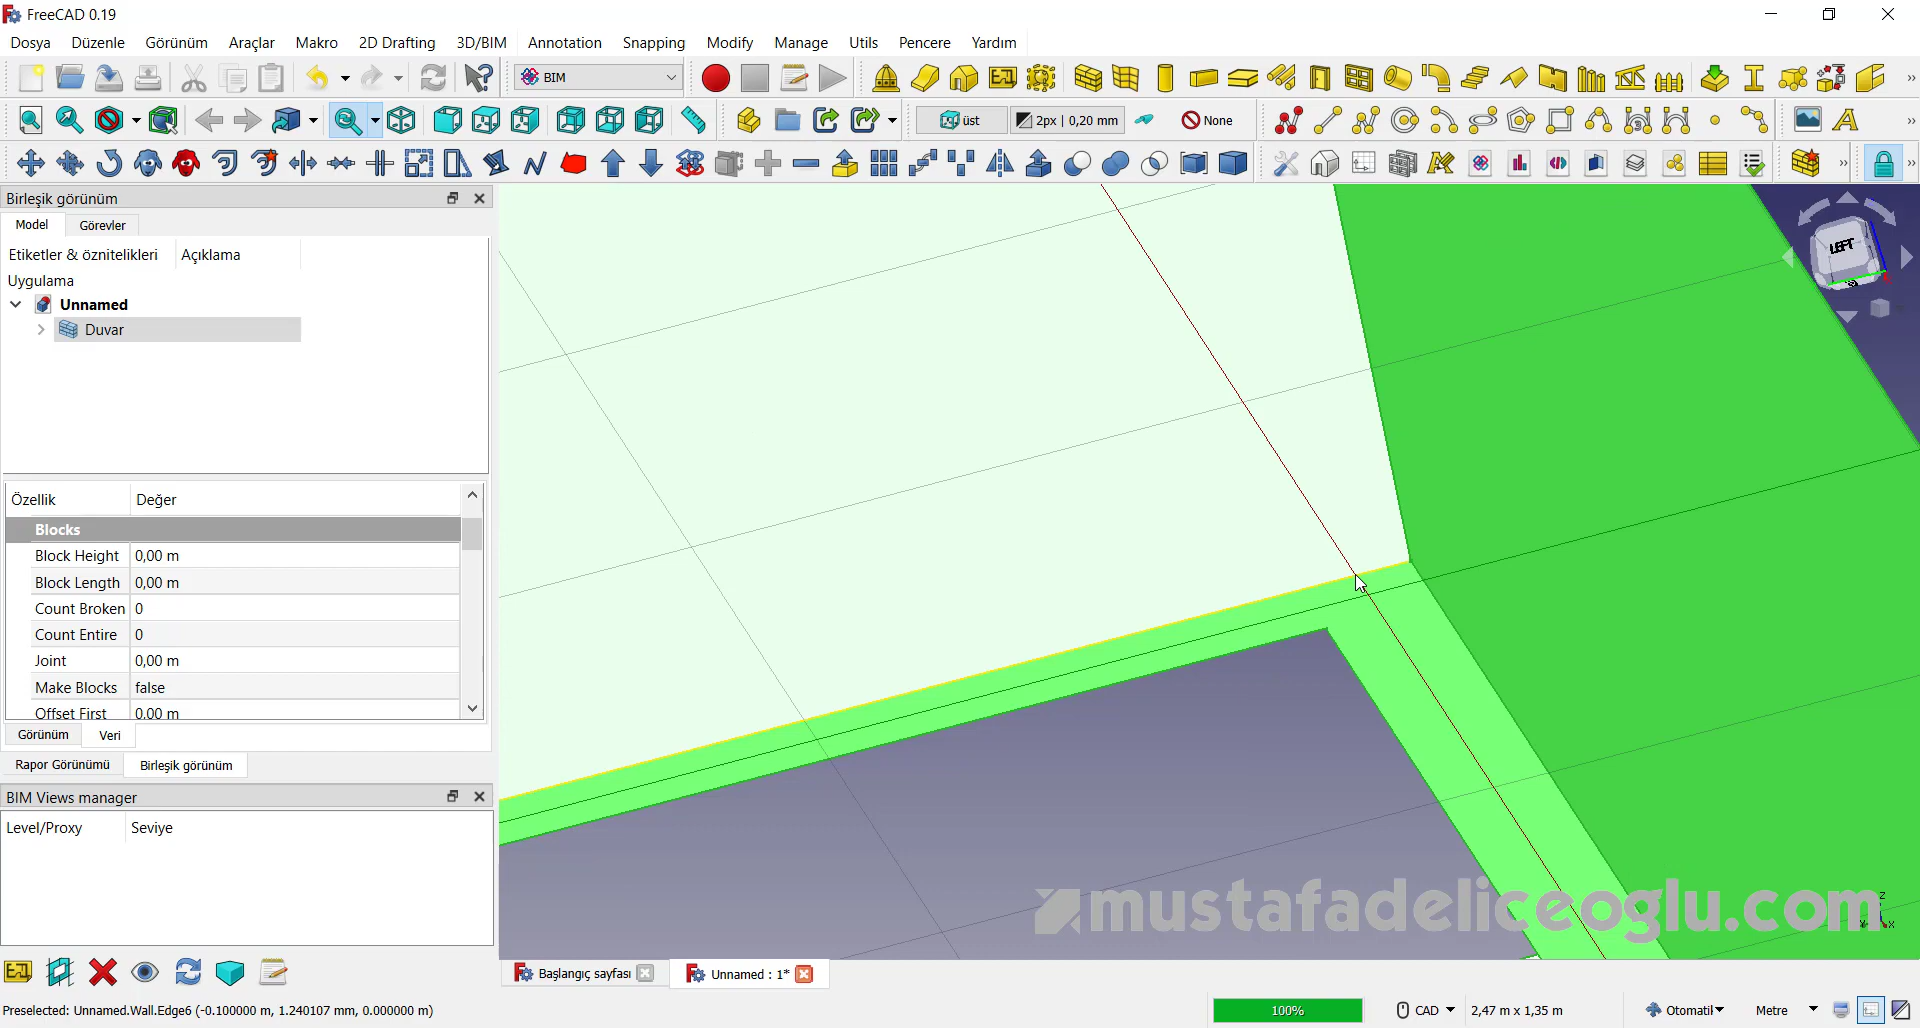 FreeCAD 0.19
Dosya Düzenle Görünüm Araçlar Makro 2D Drafting 3D/BIM Annotation Snapping Modify Manage Utils Pencere Yardım
BIM
üst 2px | 0,20 mm None
Birleşik görünüm
Model Görevler
Etiketler & öznitelikleri Açıklama
Uygulama
Unnamed
Duvar
LEFT
Özellik Değer
Blocks
Block Height 0,00 m
Block Length 0,00 m
Count Broken 0
Count Entire 0
Joint 0,00 m
Make Blocks false
Offset First 0,00 m
Görünüm Veri
Rapor Görünümü Birleşik görünüm
BIM Views manager
Level/Proxy Seviye
mustafadeliceoglu.com
Z
X
Başlangıç sayfası Unnamed : 1*
Preselected: Unnamed.Wall.Edge6 (-0.100000 m, 1.240107 mm, 0.000000 m) 100% CAD 2,47 m x 1,35 m Otomatil Metre